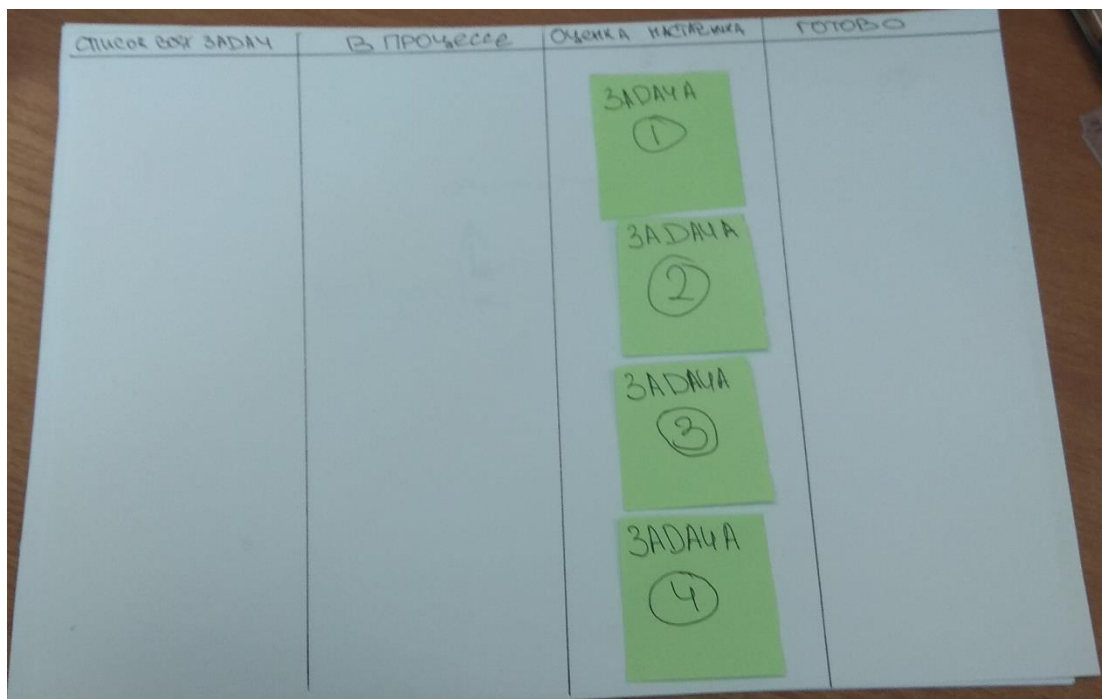 СПИСОК ВСЕХ ЗАДАЧ
В ПРОЦЕССЕ
ОЦЕНКА НАСТАВНИКА
ГОТОВО
ЗАДАЧА
1
ЗАДАЧА
2
ЗАДАЧА
3
ЗАДАЧА
4